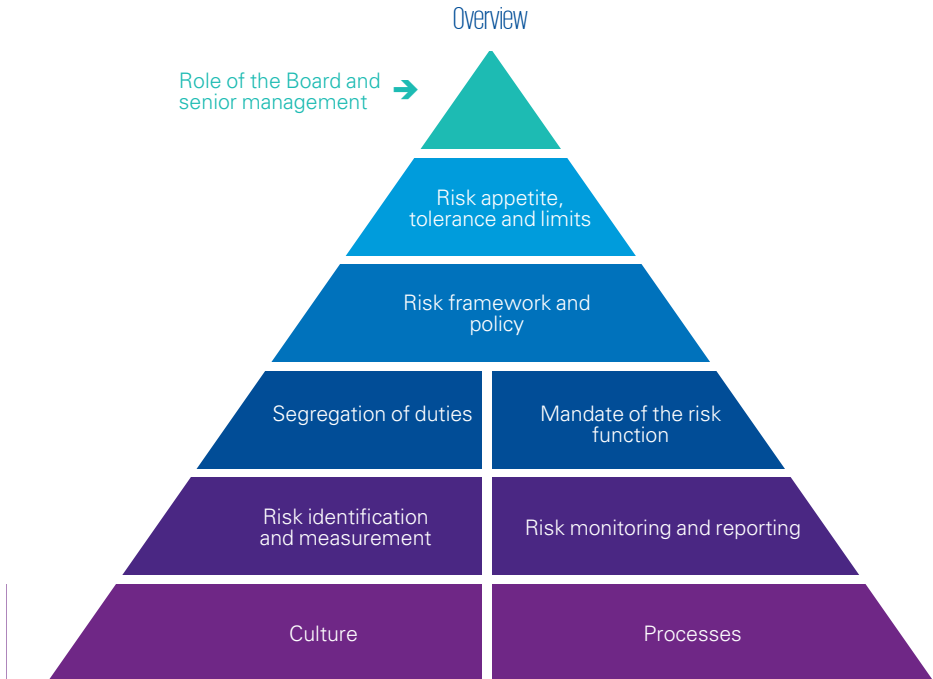 Overview
Role of the Board and
senior management
Risk appetite,
tolerance and limits
Risk framework and
policy
Segregation of duties
Mandate of the risk
function
Risk identification
and measurement
Risk monitoring and reporting
Culture
Processes